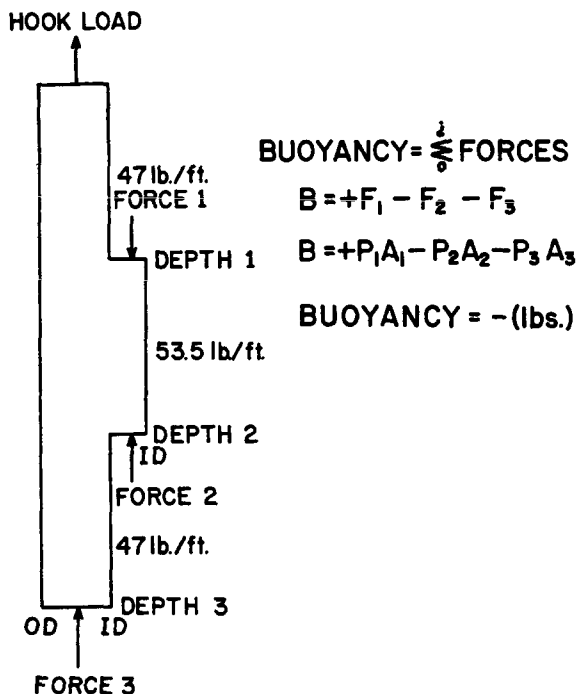 HOOK LOAD
47 lb./ft.
FORCE 1
DEPTH 1
53.5 lb/ft.
DEPTH 2
ID
FORCE 2
47 lb./ft.
DEPTH 3
OD ID
FORCE 3
BUOYANCY = i Σ 0 FORCES
B = +F₁ − F₂ − F₃
B = +P₁A₁ − P₂A₂ − P₃A₃
BUOYANCY = −(lbs.)